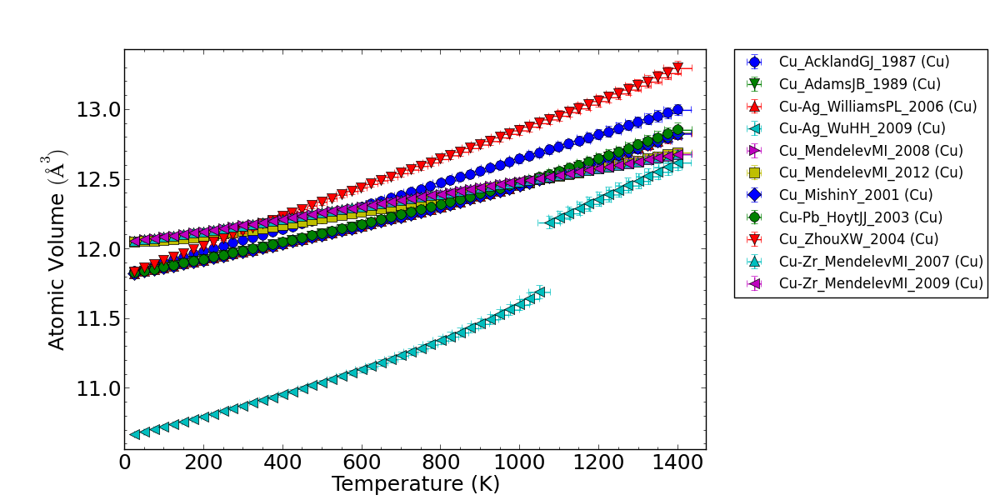 13.0
12.5
12.0
11.5
11.0
Atomic Volume (Å³)
0 200 400 600 800 1000 1200 1400
Temperature (K)
Cu_AcklandGJ_1987 (Cu)
Cu_AdamsJB_1989 (Cu)
Cu-Ag_WilliamsPL_2006 (Cu)
Cu-Ag_WuHH_2009 (Cu)
Cu_MendelevMI_2008 (Cu)
Cu_MendelevMI_2012 (Cu)
Cu_MishinY_2001 (Cu)
Cu-Pb_HoytJJ_2003 (Cu)
Cu_ZhouXW_2004 (Cu)
Cu-Zr_MendelevMI_2007 (Cu)
Cu-Zr_MendelevMI_2009 (Cu)